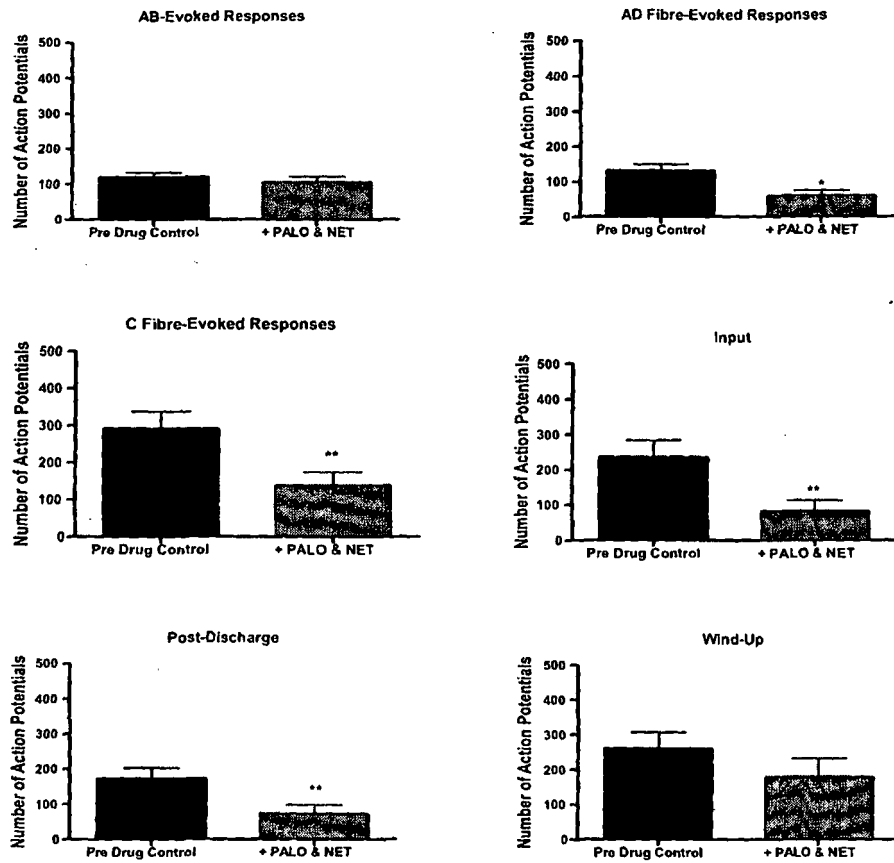 AB-Evoked Responses
Number of Action Potentials
500
400
300
200
100
0
Pre Drug Control
+ PALO & NET
AD Fibre-Evoked Responses
Number of Action Potentials
500
400
300
200
100
0
*
Pre Drug Control
+ PALO & NET
C Fibre-Evoked Responses
Number of Action Potentials
500
400
300
200
100
0
**
Pre Drug Control
+ PALO & NET
Input
Number of Action Potentials
500
400
300
200
100
0
**
Pre Drug Control
+ PALO & NET
Post-Discharge
Number of Action Potentials
500
400
300
200
100
0
**
Pre Drug Control
+ PALO & NET
Wind-Up
Number of Action Potentials
500
400
300
200
100
0
Pre Drug Control
+ PALO & NET